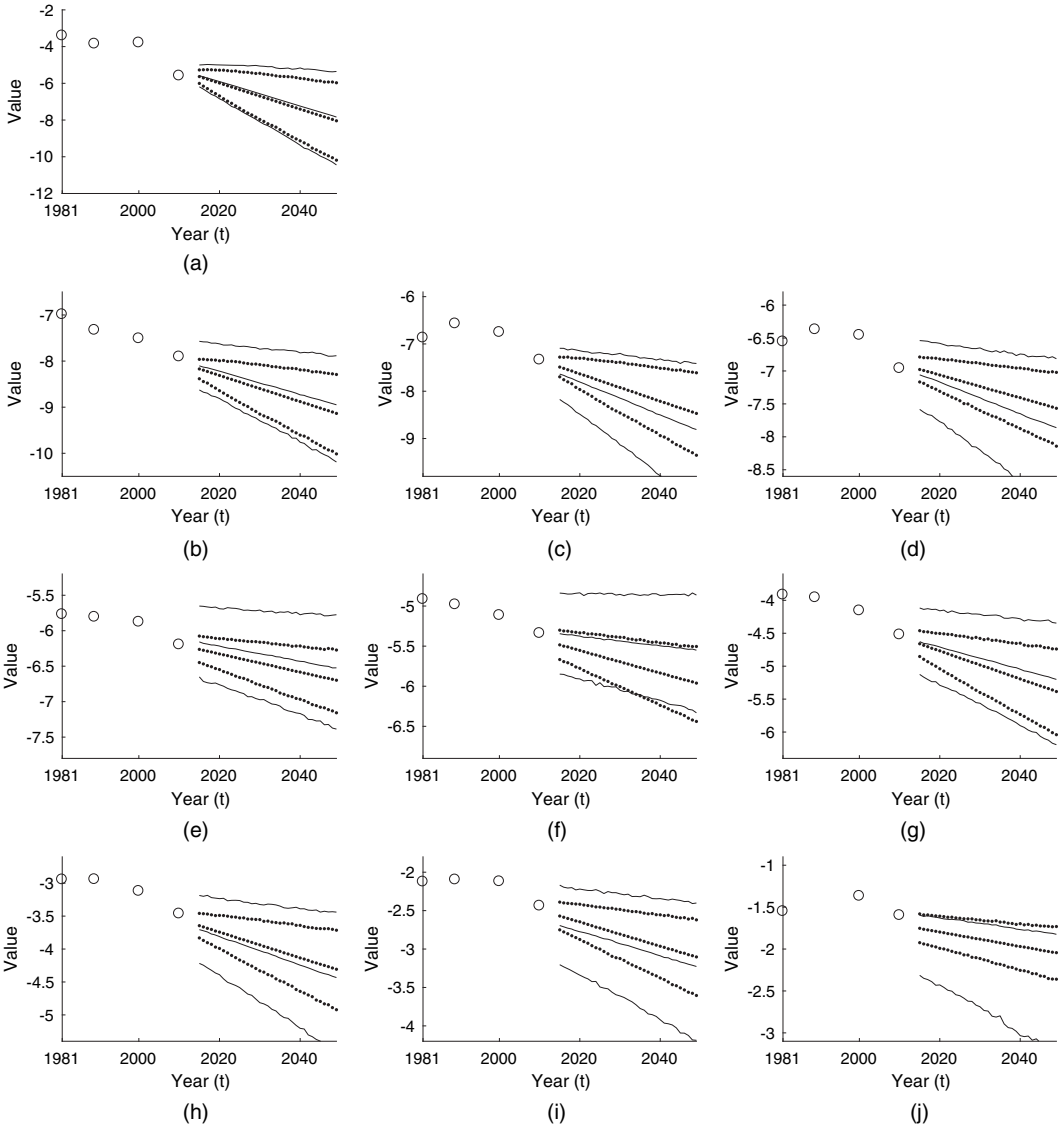 -2
-4
-6
-8
-10
-12
Value
1981
2000
2020
2040
Year (t)
(a)
-7
-8
-9
-10
Value
1981
2000
2020
2040
Year (t)
(b)
-6
-7
-8
-9
Value
1981
2000
2020
2040
Year (t)
(c)
-6
-6.5
-7
-7.5
-8
-8.5
Value
1981
2000
2020
2040
Year (t)
(d)
-5.5
-6
-6.5
-7
-7.5
Value
1981
2000
2020
2040
Year (t)
(e)
-5
-5.5
-6
-6.5
Value
1981
2000
2020
2040
Year (t)
(f)
-4
-4.5
-5
-5.5
-6
Value
1981
2000
2020
2040
Year (t)
(g)
-3
-3.5
-4
-4.5
-5
Value
1981
2000
2020
2040
Year (t)
(h)
-2
-2.5
-3
-3.5
-4
Value
1981
2000
2020
2040
Year (t)
(i)
-1
-1.5
-2
-2.5
-3
Value
1981
2000
2020
2040
Year (t)
(j)